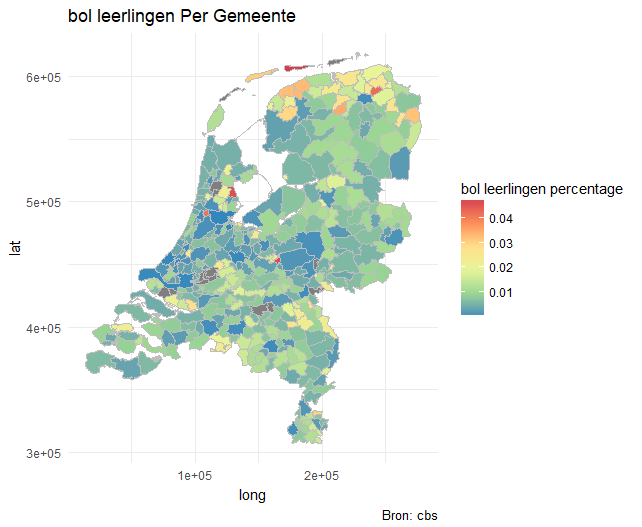 bol leerlingen Per Gemeente
6e+05
5e+05
4e+05
3e+05
lat
1e+05
2e+05
long
bol leerlingen percentage
0.04
0.03
0.02
0.01
Bron: cbs